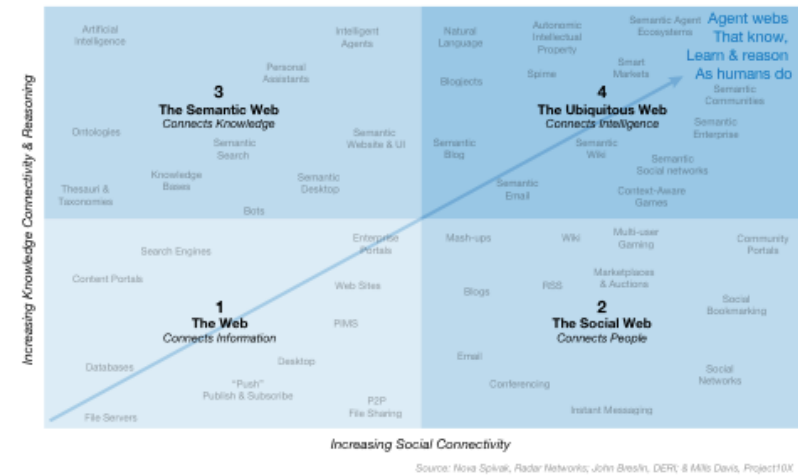 Artificial
Intelligence
Intelligent
Agents
Personal
Assistants
3
The Semantic Web
Connects Knowledge
Ontologies
Semantic
Search
Semantic
Website & UI
Thesauri &
Taxonomies
Knowledge
Bases
Semantic
Desktop
Bots
Natural
Language
Autonomic
Intellectual
Property
Semantic Agent
Ecosystems
Agent webs
That know,
Learn & reason
As humans do
Blogjects
Spime
Smart
Markets
4
The Ubiquitous Web
Connects Intelligence
Semantic
Communities
Semantic
Enterprise
Semantic
Blog
Semantic
Wiki
Semantic
Social networks
Semantic
Email
Context-Aware
Games
Search Engines
Enterprise
Portals
Content Portals
Web Sites
1
The Web
Connects Information
PIMS
Databases
Desktop
"Push"
Publish & Subscribe
File Servers
P2P
File Sharing
Mash-ups
Wiki
Multi-user
Gaming
Community
Portals
Blogs
RSS
Marketplaces
& Auctions
2
The Social Web
Connects People
Social
Bookmarking
Email
Conferencing
Social
Networks
Instant Messaging
Increasing Knowledge Connectivity & Reasoning
Increasing Social Connectivity
Source: Nova Spivak, Radar Networks; John Breslin, DERI; & Mills Davis, Project10X